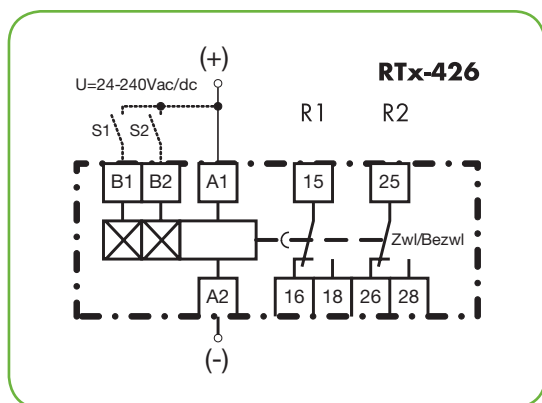 (+)
RTx-426
U=24-240Vac/dc
S1 S2 R1 R2
B1 B2 A1 15 25
Zwl/Bezwl
A2 16 18 26 28
(-)